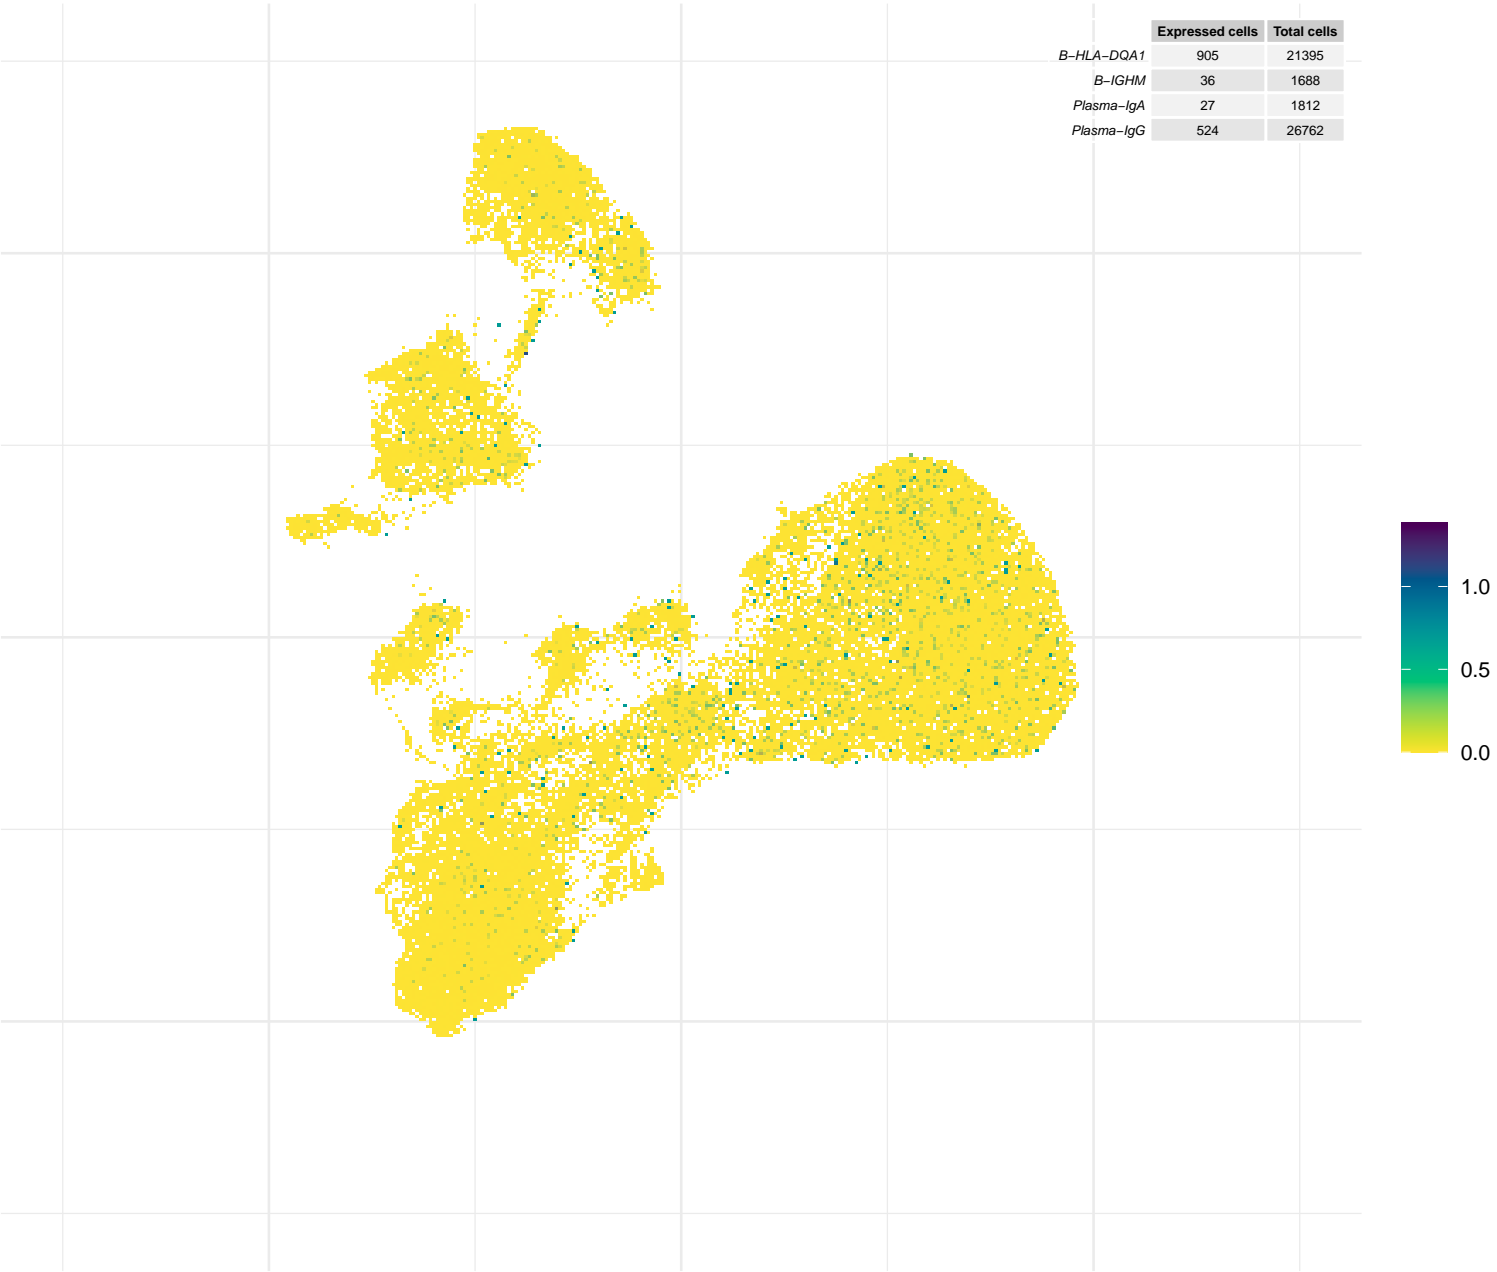 Expressed cells Total cells
B−HLA−DQA1 905 21395
B−IGHM 36 1688
Plasma−IgA 27 1812
Plasma−IgG 524 26762
1.0
0.5
0.0